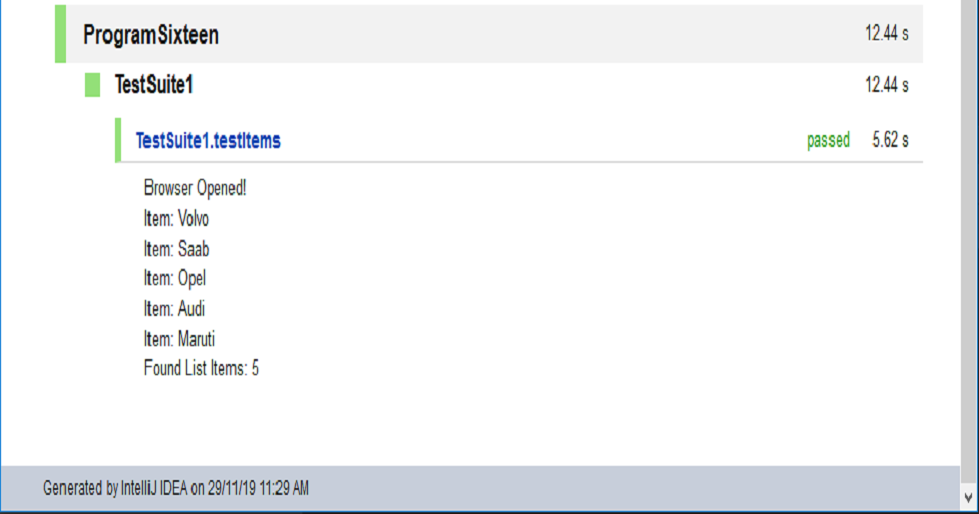 ProgramSixteen 12.44 s
TestSuite1 12.44 s
TestSuite1.testItems passed 5.62 s
Browser Opened!
Item: Volvo
Item: Saab
Item: Opel
Item: Audi
Item: Maruti
Found List Items: 5
Generated by IntelliJ IDEA on 29/11/19 11:29 AM